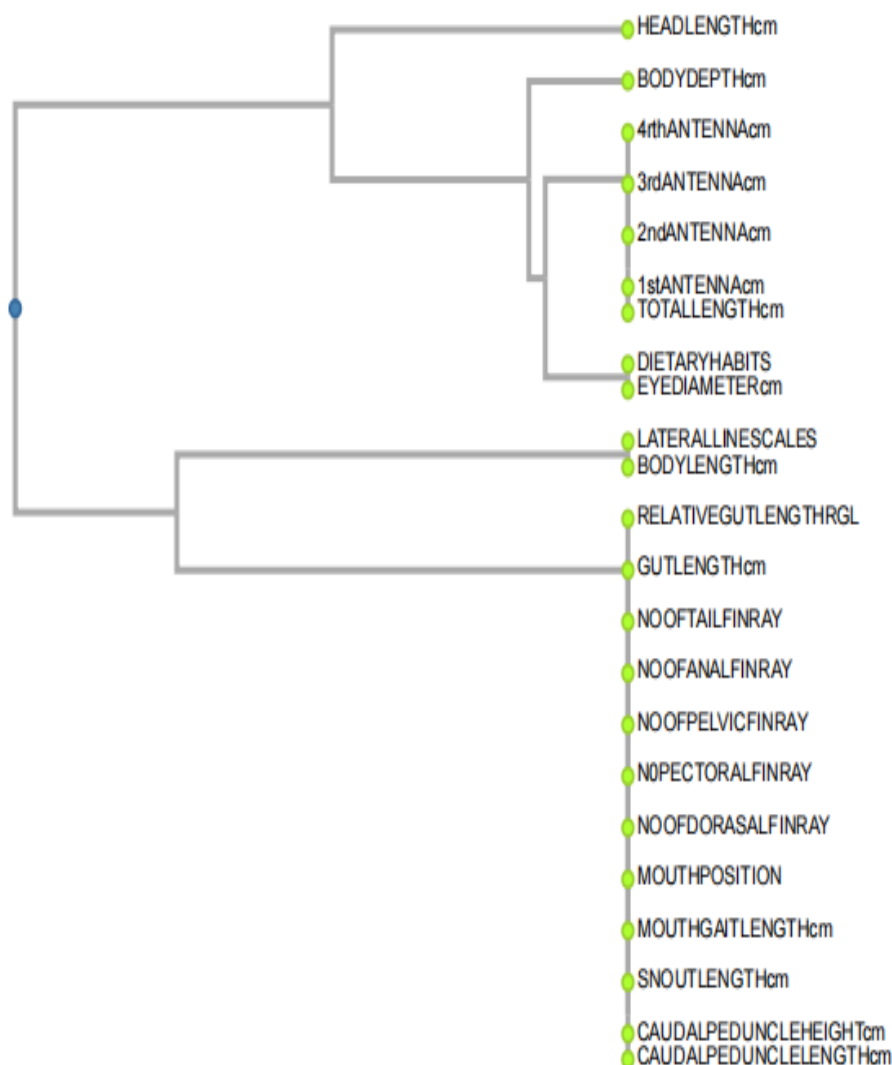 HEADLENGTHcm
BODYDEPTHcm
4rthANTENNAcm
3rdANTENNAcm
2ndANTENNAcm
1stANTENNAcm
TOTALLENGTHcm
DIETARYHABITS
EYEDIAMETERcm
LATERALLINESCALES
BODYLENGTHcm
RELATIVEGUTLENGTHRGL
GUTLENGTHcm
NOOFTAILFINRAY
NOOFANALFINRAY
NOOFPELVICFINRAY
N0PECTORALFINRAY
NOOFDORASALFINRAY
MOUTHPOSITION
MOUTHGAITLENGTHcm
SNOUTLENGTHcm
CAUDALPEDUNCLEHEIGHTcm
CAUDALPEDUNCLELENGTHcm